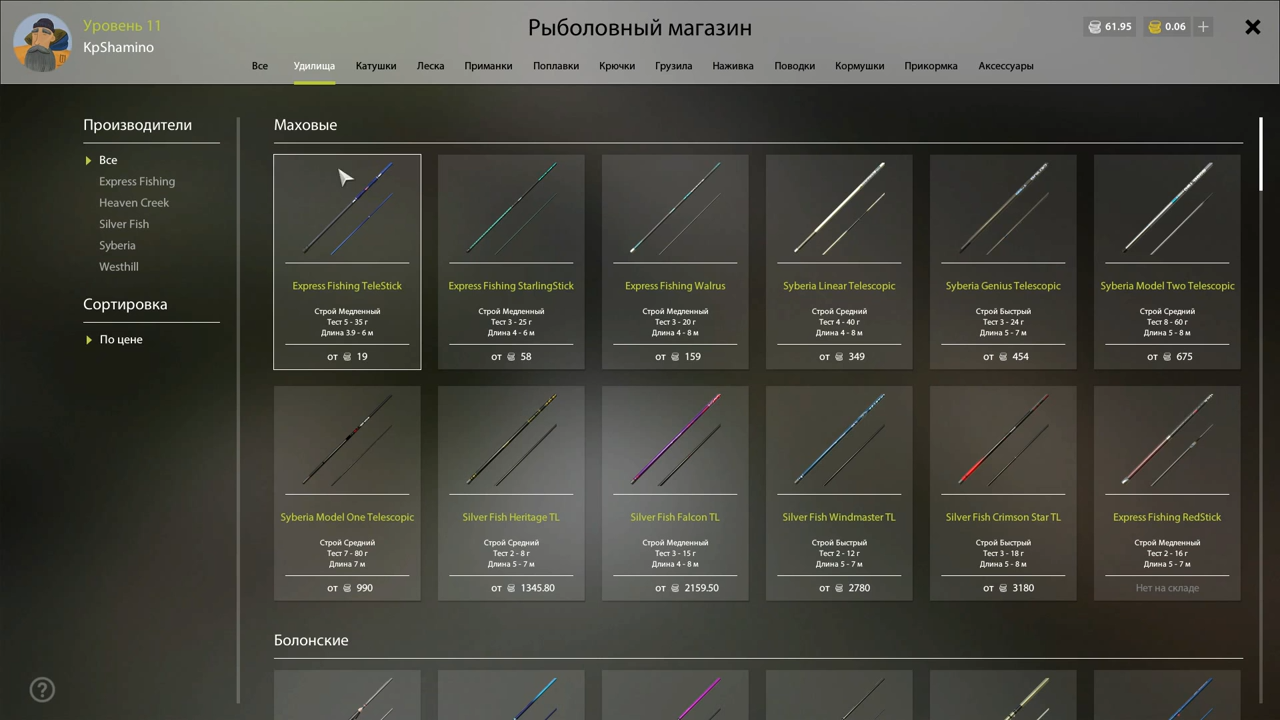 Уровень 11
KpShamino
Рыболовный магазин
61.95
0.06
Все
Удилища
Катушки
Леска
Приманки
Поплавки
Крючки
Грузила
Наживка
Поводки
Кормушки
Прикормка
Аксессуары
Производители
Все
Express Fishing
Heaven Creek
Silver Fish
Syberia
Westhill
Сортировка
По цене
Маховые
Express Fishing TeleStick
Строй Медленный
Тест 5 - 35 г
Длина 3.9 - 6 м
от 19
Express Fishing StarlingStick
Строй Медленный
Тест 3 - 25 г
Длина 4 - 6 м
от 58
Express Fishing Walrus
Строй Медленный
Тест 3 - 20 г
Длина 4 - 8 м
от 159
Syberia Linear Telescopic
Строй Средний
Тест 4 - 40 г
Длина 4 - 8 м
от 349
Syberia Genius Telescopic
Строй Быстрый
Тест 3 - 24 г
Длина 5 - 7 м
от 454
Syberia Model Two Telescopic
Строй Средний
Тест 8 - 60 г
Длина 5 - 8 м
от 675
Syberia Model One Telescopic
Строй Средний
Тест 7 - 80 г
Длина 7 м
от 990
Silver Fish Heritage TL
Строй Средний
Тест 2 - 8 г
Длина 5 - 7 м
от 1345.80
Silver Fish Falcon TL
Строй Медленный
Тест 3 - 15 г
Длина 4 - 8 м
от 2159.50
Silver Fish Windmaster TL
Строй Быстрый
Тест 2 - 12 г
Длина 5 - 7 м
от 2780
Silver Fish Crimson Star TL
Строй Быстрый
Тест 3 - 18 г
Длина 5 - 8 м
от 3180
Express Fishing RedStick
Строй Медленный
Тест 2 - 16 г
Длина 5 - 7 м
Нет на складе
Болонские